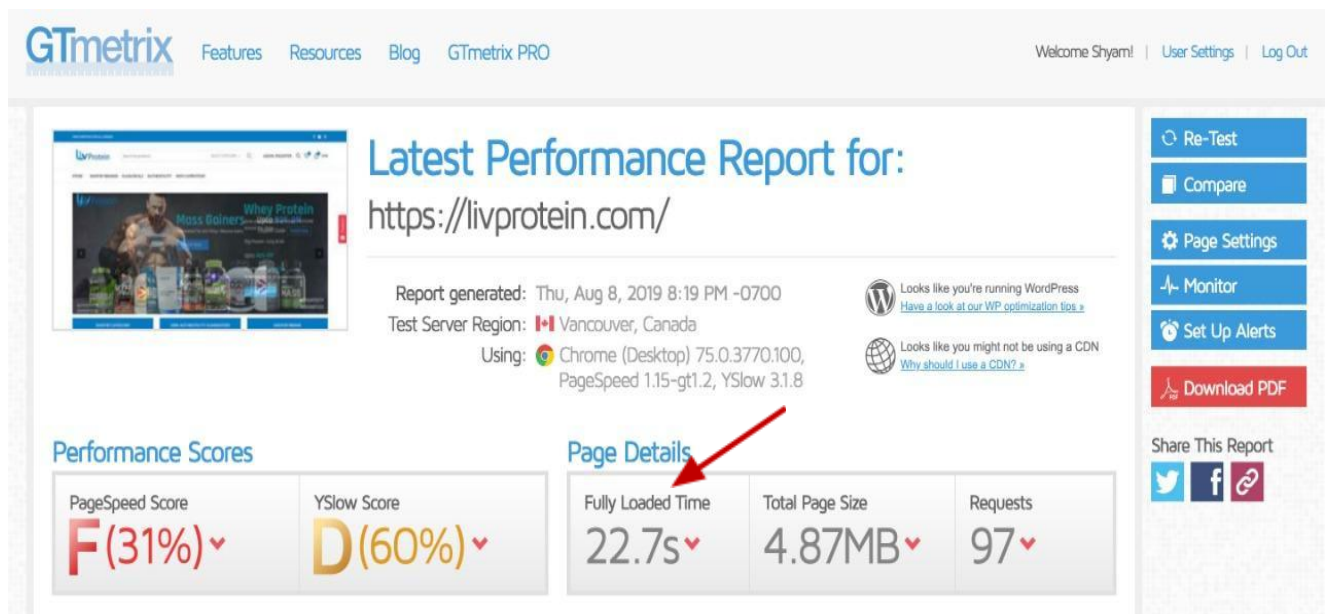 GTmetrix Features Resources Blog GTmetrix PRO Welcome Shyam! | User Settings | Log Out
Latest Performance Report for:
https://livprotein.com/
Report generated: Thu, Aug 8, 2019 8:19 PM -0700
Test Server Region: Vancouver, Canada
Using: Chrome (Desktop) 75.0.3770.100,
PageSpeed 1.15-gt1.2, YSlow 3.1.8
Looks like you're running WordPress
Have a look at our WP optimization tips »
Looks like you might not be using a CDN
Why should I use a CDN? »
Re-Test
Compare
Page Settings
Monitor
Set Up Alerts
Download PDF
Share This Report
LivProtein
Mass Gainers
Whey Protein
Performance Scores
PageSpeed Score
F (31%)
YSlow Score
D (60%)
Page Details
Fully Loaded Time
22.7s
Total Page Size
4.87MB
Requests
97